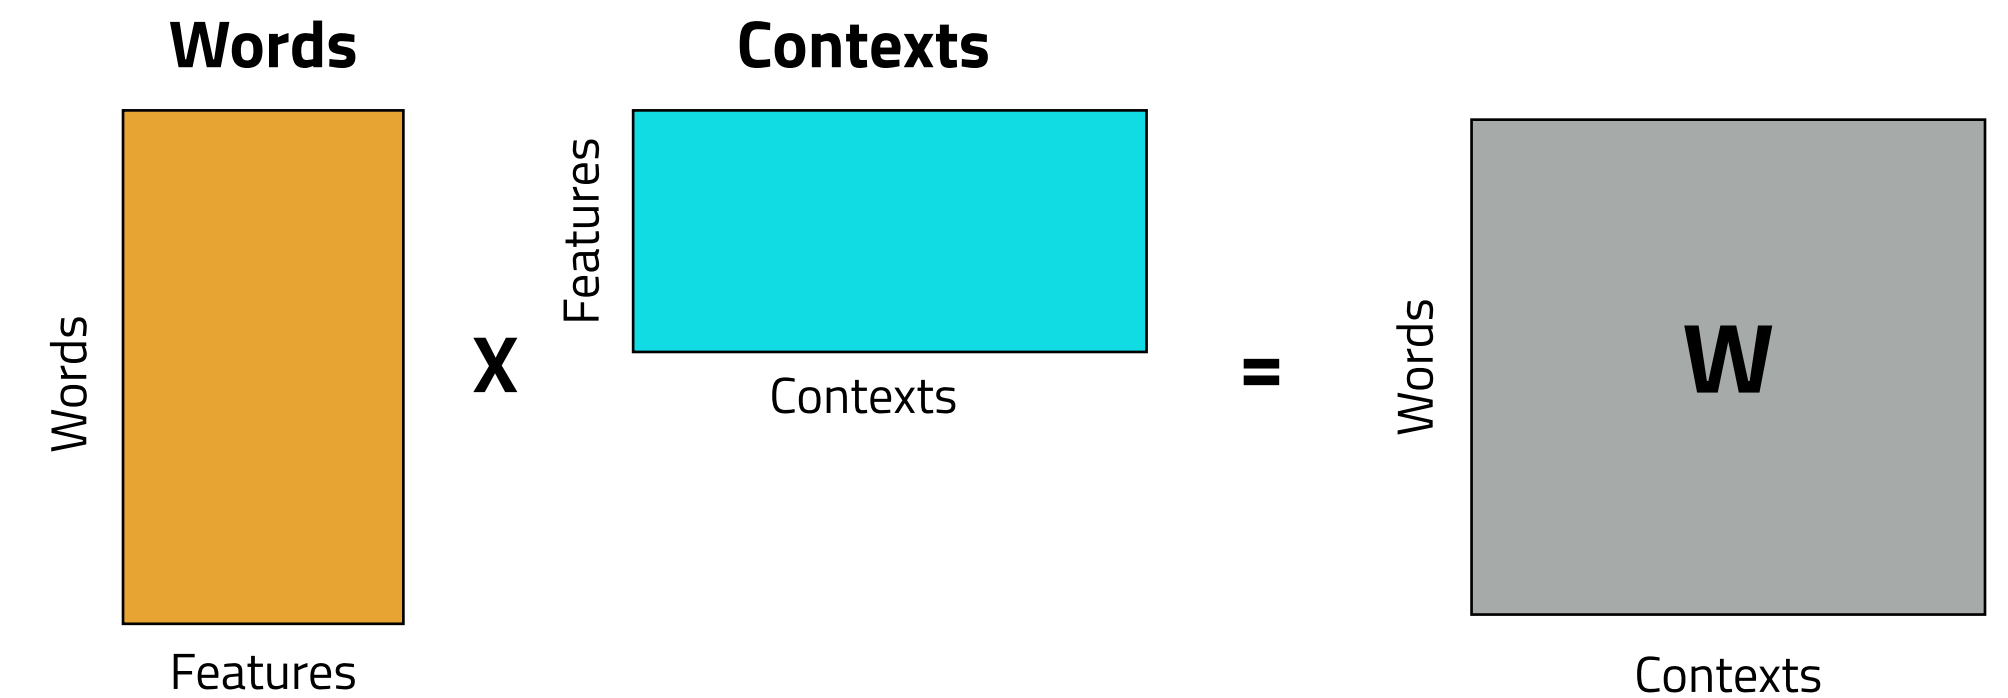 Words
Contexts
Words
Features
X
Features
Contexts
=
Words
W
Contexts